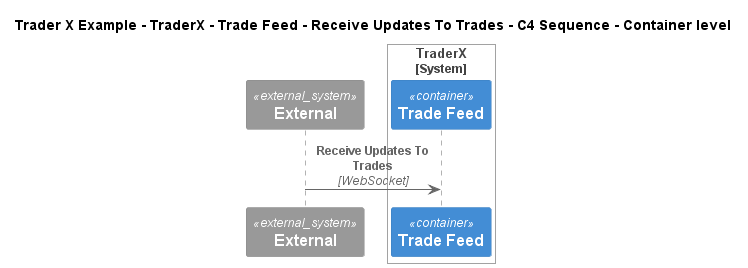 Trader X Example - TraderX - Trade Feed - Receive Updates To Trades - C4 Sequence - Container level
TraderX
[System]
«external_system»
External
«container»
Trade Feed
Receive Updates To
Trades
[WebSocket]
«external_system»
External
«container»
Trade Feed